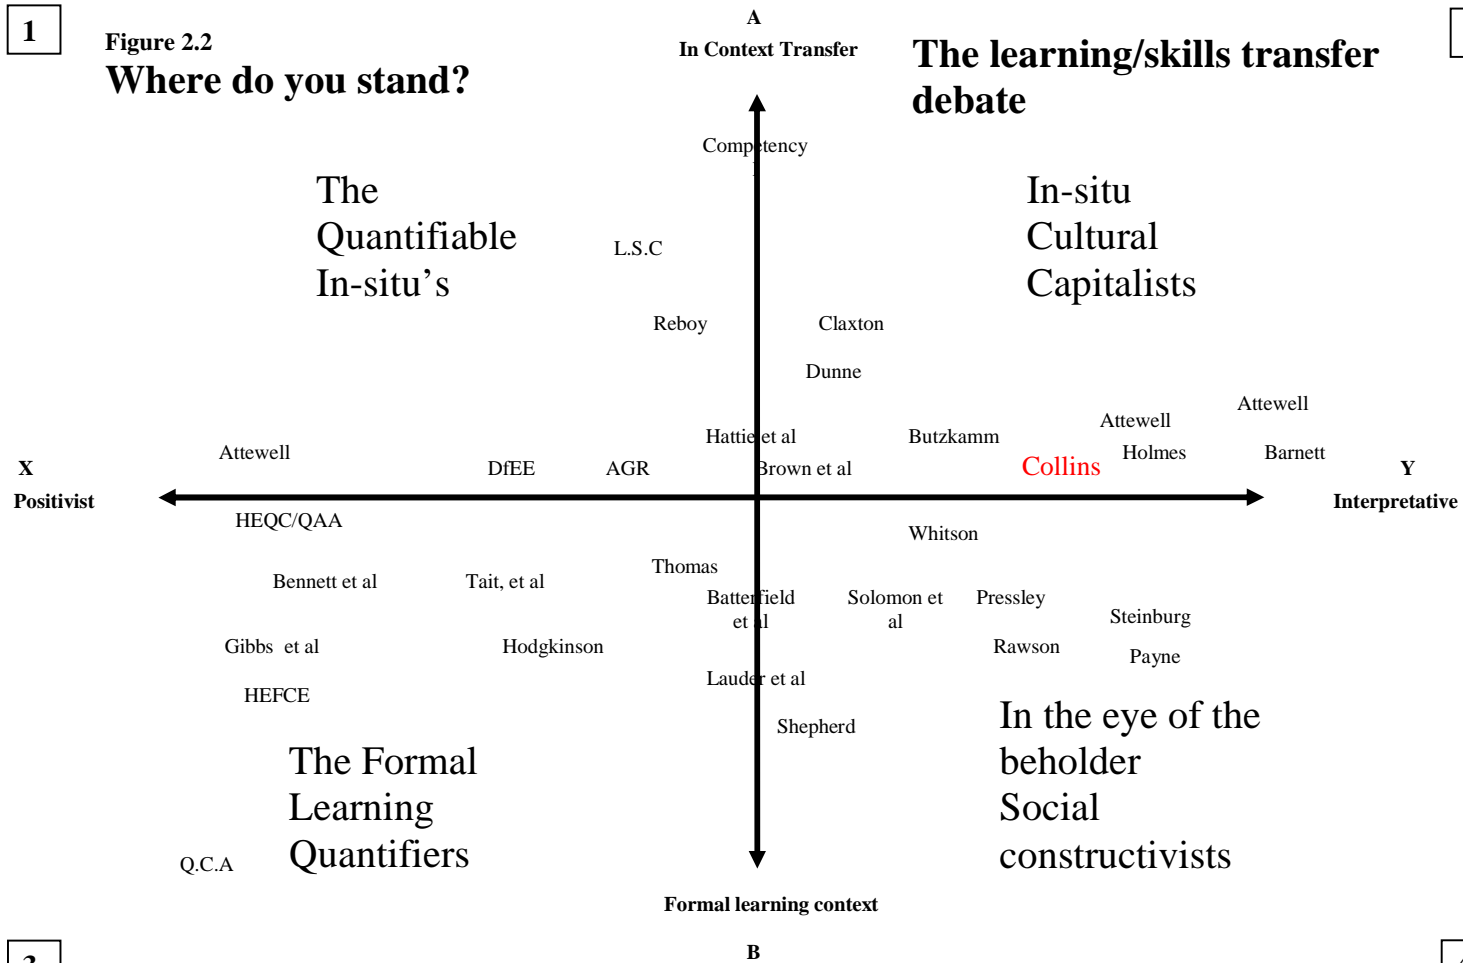 1
Figure 2.2
Where do you stand?
A
In Context Transfer
The learning/skills transfer
debate
Competency
The
Quantifiable
In-situ's
In-situ
Cultural
Capitalists
L.S.C
Reboy
Claxton
Dunne
Attewell
Attewell
Hattie et al
Butzkamm
Attewell
Holmes
Barnett
X
DfEE
AGR
Brown et al
Collins
Y
Positivist
Interpretative
HEQC/QAA
Whitson
Thomas
Bennett et al
Tait, et al
Batterfield
et al
Solomon et
al
Pressley
Steinburg
Gibbs et al
Hodgkinson
Rawson
Payne
Lauder et al
HEFCE
Shepherd
In the eye of the
beholder
Social
constructivists
The Formal
Learning
Quantifiers
Q.C.A
Formal learning context
B